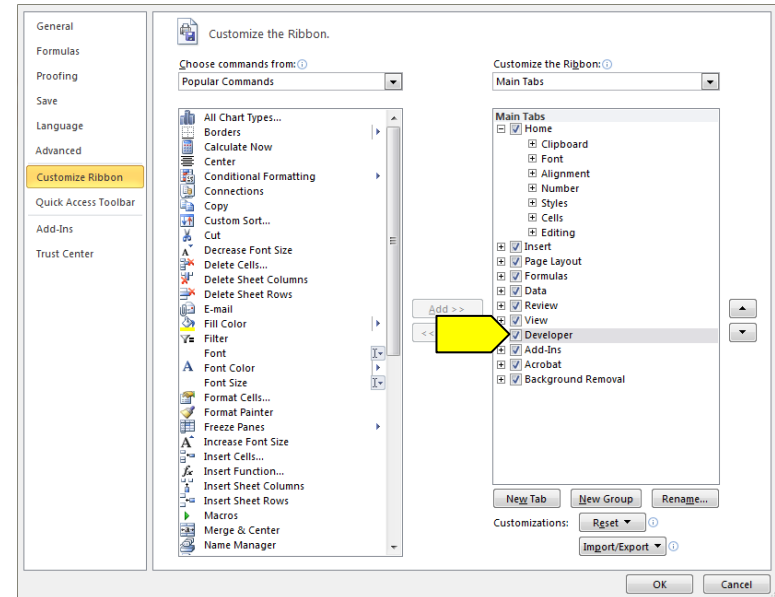 General
Formulas
Proofing
Save
Language
Advanced
Customize Ribbon
Quick Access Toolbar
Add-Ins
Trust Center
Customize the Ribbon.
Choose commands from:
Popular Commands
All Chart Types...
Borders
Calculate Now
Center
Conditional Formatting
Connections
Copy
Custom Sort...
Cut
Decrease Font Size
Delete Cells...
Delete Sheet Columns
Delete Sheet Rows
E-mail
Fill Color
Filter
Font
Font Color
Font Size
Format Cells...
Format Painter
Freeze Panes
Increase Font Size
Insert Cells...
Insert Function...
Insert Sheet Columns
Insert Sheet Rows
Macros
Merge & Center
Name Manager
Add >>
<<
Customize the Ribbon:
Main Tabs
Main Tabs
Home
Clipboard
Font
Alignment
Number
Styles
Cells
Editing
Insert
Page Layout
Formulas
Data
Review
View
Developer
Add-Ins
Acrobat
Background Removal
New Tab
New Group
Rename...
Customizations:
Reset
Import/Export
OK
Cancel